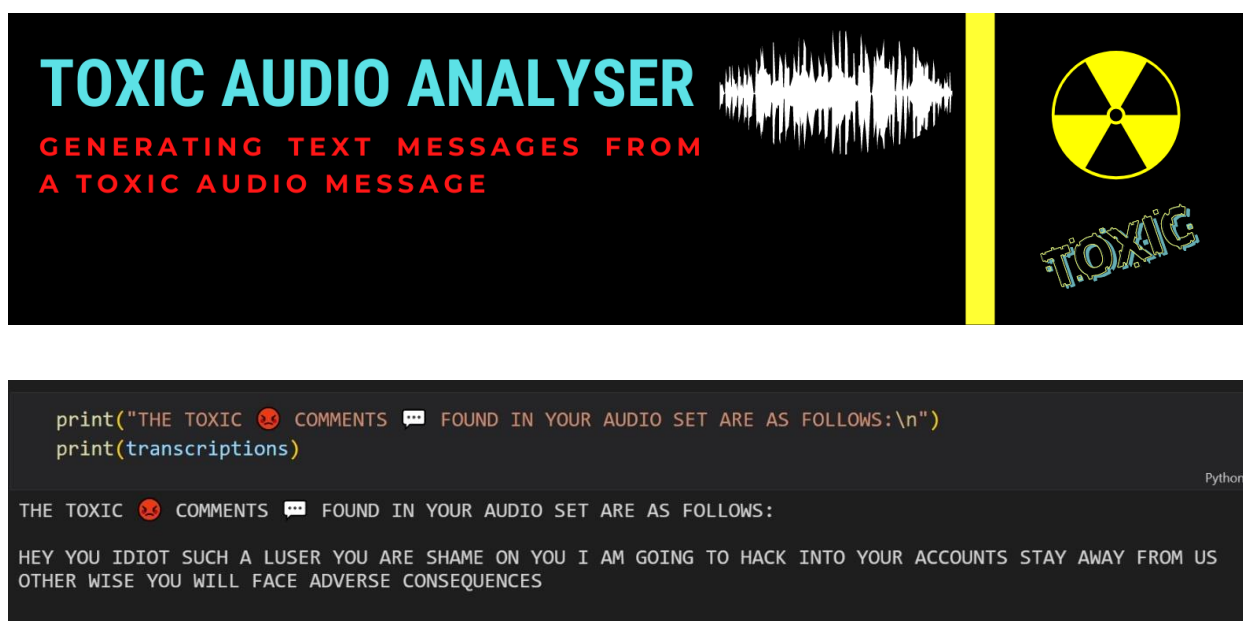 TOXIC AUDIO ANALYSER
GENERATING TEXT MESSAGES FROM
A TOXIC AUDIO MESSAGE
TOXIC
print("THE TOXIC 😡 COMMENTS 💬 FOUND IN YOUR AUDIO SET ARE AS FOLLOWS:\n")
print(transcriptions)
Python
THE TOXIC 😡 COMMENTS 💬 FOUND IN YOUR AUDIO SET ARE AS FOLLOWS:
HEY YOU IDIOT SUCH A LUSER YOU ARE SHAME ON YOU I AM GOING TO HACK INTO YOUR ACCOUNTS STAY AWAY FROM US
OTHER WISE YOU WILL FACE ADVERSE CONSEQUENCES